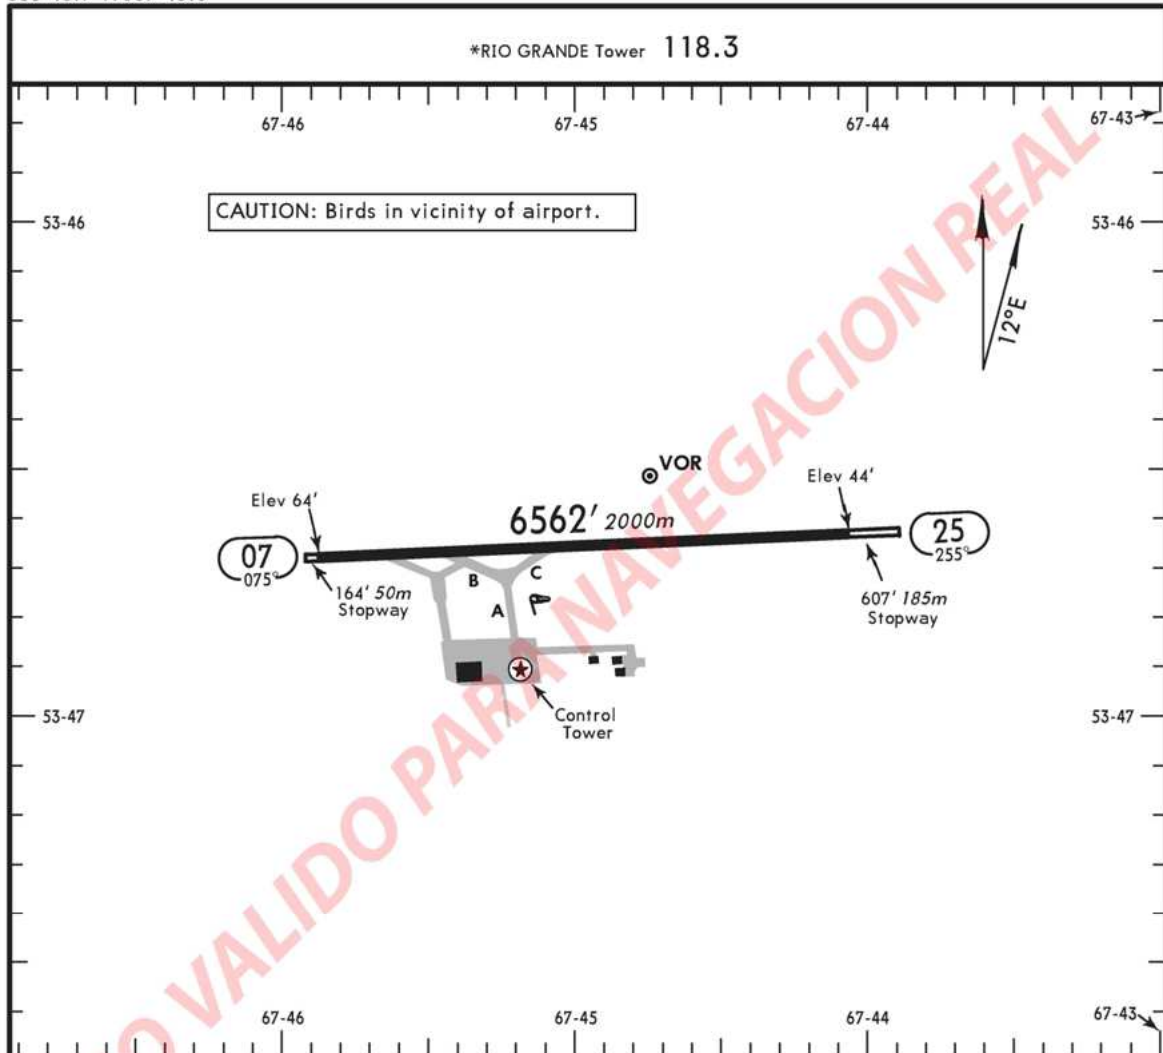 *RIO GRANDE Tower 118.3
67-46
67-45
67-44
67-43
CAUTION: Birds in vicinity of airport.
53-46
53-46
12°E
VOR
Elev 64'
6562' 2000m
Elev 44'
07
075°
25
255°
B
C
A
164' 50m
Stopway
607' 185m
Stopway
53-47
Control
Tower
53-47
67-46
67-45
67-44
67-43
O VALIDO PARA NAVEGACION REAL